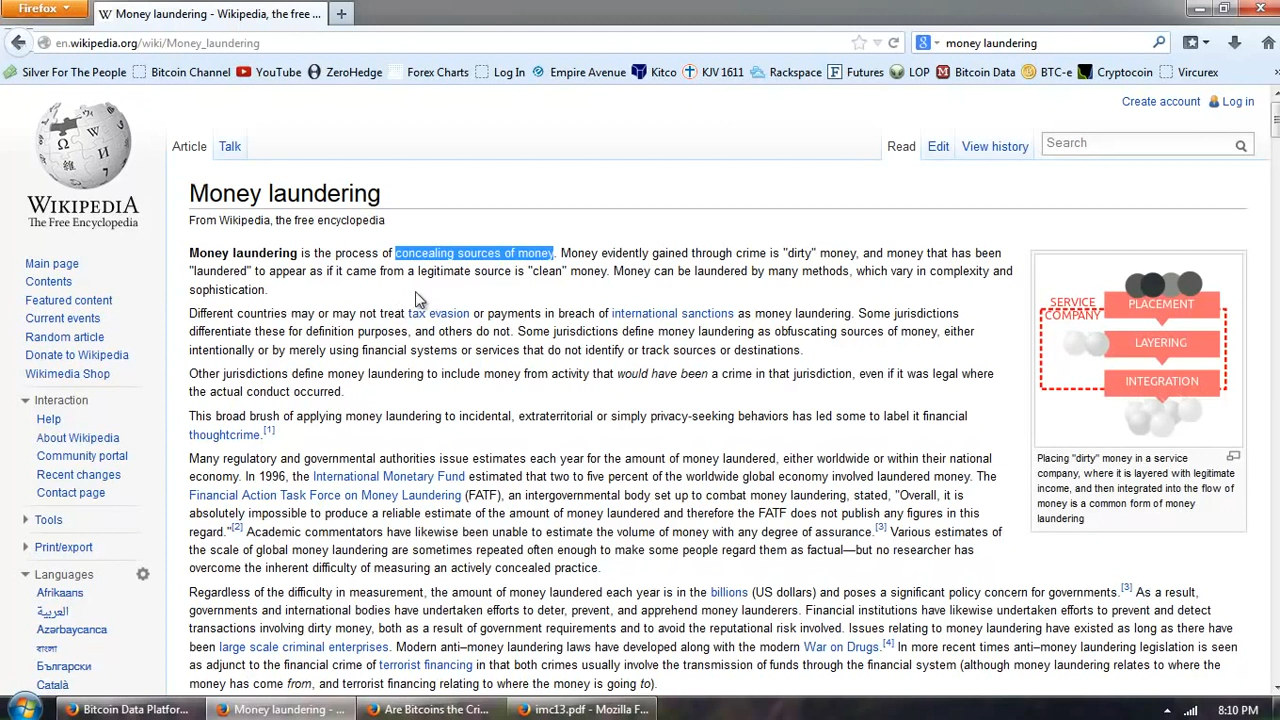 Firefox
Money laundering - Wikipedia, the free ...
en.wikipedia.org/wiki/Money_laundering
money laundering
Silver For The People
Bitcoin Channel
YouTube
ZeroHedge
Forex Charts
Log In
Empire Avenue
Kitco
KJV 1611
Rackspace
Futures
LOP
Bitcoin Data
BTC-e
Cryptocoin
Vircurex
Create account
Log in
WIKIPEDIA
The Free Encyclopedia
Article
Talk
Read
Edit
View history
Search
Main page
Contents
Featured content
Current events
Random article
Donate to Wikipedia
Wikimedia Shop
Interaction
Help
About Wikipedia
Community portal
Recent changes
Contact page
Tools
Print/export
Languages
Afrikaans
العربية
Azərbaycanca
বাংলা
Български
Català
Money laundering
From Wikipedia, the free encyclopedia
Money laundering is the process of concealing sources of money. Money evidently gained through crime is "dirty" money, and money that has been
"laundered" to appear as if it came from a legitimate source is "clean" money. Money can be laundered by many methods, which vary in complexity and
sophistication.
Different countries may or may not treat tax evasion or payments in breach of international sanctions as money laundering. Some jurisdictions
differentiate these for definition purposes, and others do not. Some jurisdictions define money laundering as obfuscating sources of money, either
intentionally or by merely using financial systems or services that do not identify or track sources or destinations.
Other jurisdictions define money laundering to include money from activity that would have been a crime in that jurisdiction, even if it was legal where
the actual conduct occurred.
This broad brush of applying money laundering to incidental, extraterritorial or simply privacy-seeking behaviors has led some to label it financial
thoughtcrime.[1]
Many regulatory and governmental authorities issue estimates each year for the amount of money laundered, either worldwide or within their national
economy. In 1996, the International Monetary Fund estimated that two to five percent of the worldwide global economy involved laundered money. The
Financial Action Task Force on Money Laundering (FATF), an intergovernmental body set up to combat money laundering, stated, "Overall, it is
absolutely impossible to produce a reliable estimate of the amount of money laundered and therefore the FATF does not publish any figures in this
regard."[2] Academic commentators have likewise been unable to estimate the volume of money with any degree of assurance.[3] Various estimates of
the scale of global money laundering are sometimes repeated often enough to make some people regard them as factual—but no researcher has
overcome the inherent difficulty of measuring an actively concealed practice.
Regardless of the difficulty in measurement, the amount of money laundered each year is in the billions (US dollars) and poses a significant policy concern for governments.[3] As a result,
governments and international bodies have undertaken efforts to deter, prevent, and apprehend money launderers. Financial institutions have likewise undertaken efforts to prevent and detect
transactions involving dirty money, both as a result of government requirements and to avoid the reputational risk involved. Issues relating to money laundering have existed as long as there have
been large scale criminal enterprises. Modern anti–money laundering laws have developed along with the modern War on Drugs.[4] In more recent times anti–money laundering legislation is seen
as adjunct to the financial crime of terrorist financing in that both crimes usually involve the transmission of funds through the financial system (although money laundering relates to where the
money has come from, and terrorist financing relating to where the money is going to).
SERVICE
COMPANY
PLACEMENT
LAYERING
INTEGRATION
Placing "dirty" money in a service
company, where it is layered with legitimate
income, and then integrated into the flow of
money is a common form of money
laundering
Bitcoin Data Platfor...
Money laundering - ...
Are Bitcoins the Cri...
imc13.pdf - Mozilla F...
8:10 PM